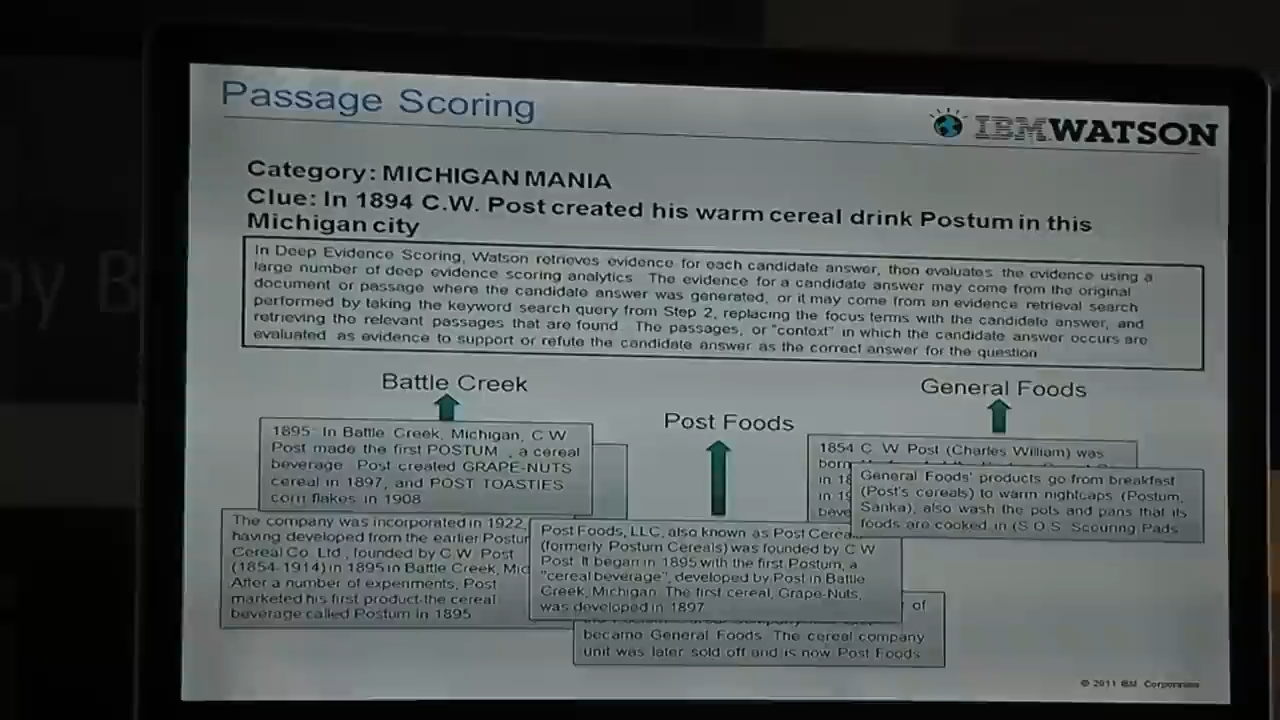 Passage Scoring
IBM WATSON
Category: MICHIGAN MANIA
Clue: In 1894 C.W. Post created his warm cereal drink Postum in this
Michigan city
In Deep Evidence Scoring, Watson retrieves evidence for each candidate answer, then evaluates the evidence using a
large number of deep evidence scoring analytics. The evidence for a candidate answer may come from the original
document or passage where the candidate answer was generated, or it may come from an evidence retrieval search
performed by taking the keyword search query from Step 2, replacing the focus terms with the candidate answer, and
retrieving the relevant passages that are found. The passages, or "context" in which the candidate answer occurs are
evaluated as evidence to support or refute the candidate answer as the correct answer for the question
Battle Creek
1895: In Battle Creek, Michigan, C W
Post made the first POSTUM , a cereal
beverage. Post created GRAPE-NUTS
cereal in 1897, and POST TOASTIES
corn flakes in 1908
The company was incorporated in 1922,
having developed from the earlier Postum
Cereal Co. Ltd., founded by C.W. Post
(1854-1914) in 1895 in Battle Creek, Mic
After a number of experiments, Post
marketed his first product-the cereal
beverage called Postum in 1895
Post Foods
Post Foods, LLC, also known as Post Cerea
(formerly Postum Cereals) was founded by C W
Post. It began in 1895 with the first Postum, a
"cereal beverage", developed by Post in Battle
Creek, Michigan. The first cereal, Grape-Nuts,
was developed in 1897
of
became General Foods. The cereal company
unit was later sold off and is now Post Foods
General Foods
1854 C. W. Post (Charles William) was
born
in 18
in 19
beve
General Foods' products go from breakfast
(Post's cereals) to warm nightcaps (Postum,
Sanka), also wash the pots and pans that its
foods are cooked in (S.O.S. Scouring Pads
© 2011 IBM Corporation
by B